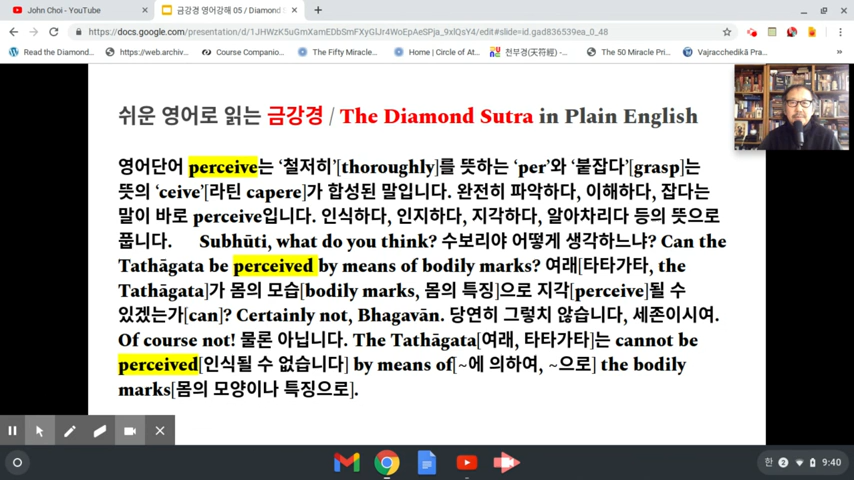 John Choi - YouTube
금강경 영어강해 05 / Diamond S
https://docs.google.com/presentation/d/1JHWzK5uGmXamEDbSmFXyGlJr4WoEpAeSPja_9xlQsY4/edit#slide=id.gad836539ea_0_48
Read the Diamond.. https://web.archiv... Course Companio... The Fifty Miracle... Home | Circle of At... 천부경(天符經) -... The 50 Miracle Pri... Vajracchedikā Pra...
쉬운 영어로 읽는 금강경 / The Diamond Sutra in Plain English
영어단어 perceive는 ‘철저히’[thoroughly]를 뜻하는 ‘per’와 ‘붙잡다’[grasp]는
뜻의 ‘ceive’[라틴 capere]가 합성된 말입니다. 완전히 파악하다, 이해하다, 잡다는
말이 바로 perceive입니다. 인식하다, 인지하다, 지각하다, 알아차리다 등의 뜻으로
풉니다. Subhūti, what do you think? 수보리야 어떻게 생각하느냐? Can the
Tathāgata be perceived by means of bodily marks? 여래[타타가타, the
Tathāgata]가 몸의 모습[bodily marks, 몸의 특징]으로 지각[perceive]될 수
있겠는가[can]? Certainly not, Bhagavān. 당연히 그렇지 않습니다, 세존이시여.
Of course not! 물론 아닙니다. The Tathāgata[여래, 타타가타]는 cannot be
perceived[인식될 수 없습니다] by means of[~에 의하여, ~으로] the bodily
marks[몸의 모양이나 특징으로].
한 2 9:40